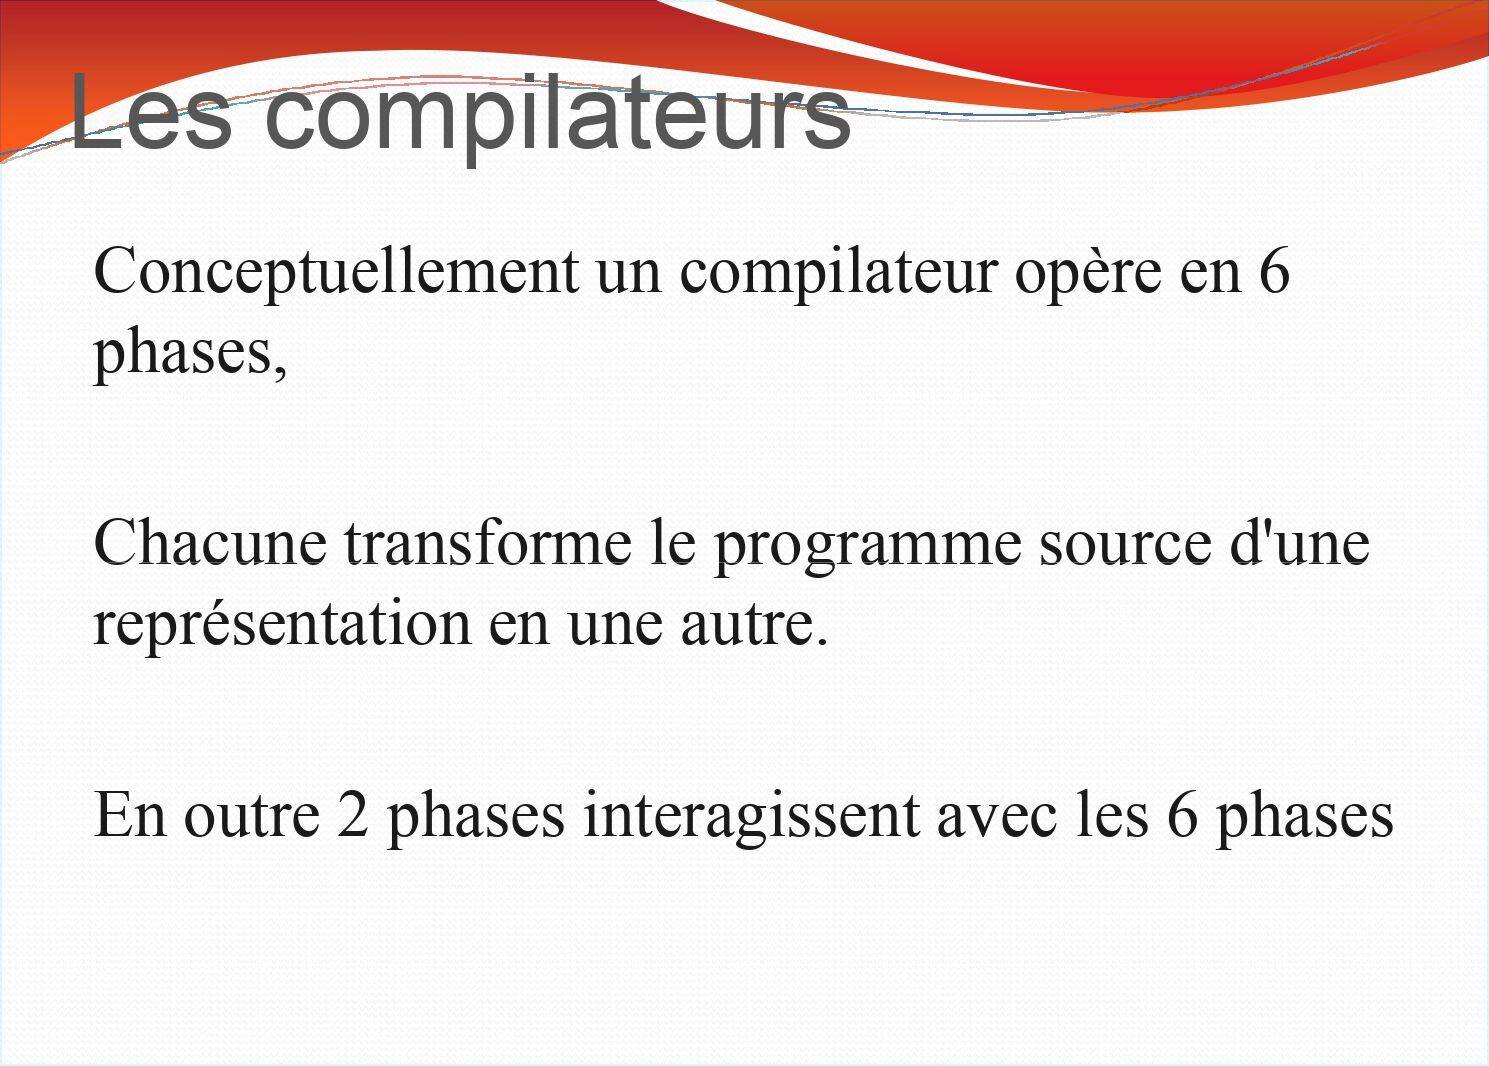 Les compilateurs
Conceptuellement un compilateur opère en 6
phases,
Chacune transforme le programme source d'une
représentation en une autre.
En outre 2 phases interagissent avec les 6 phases